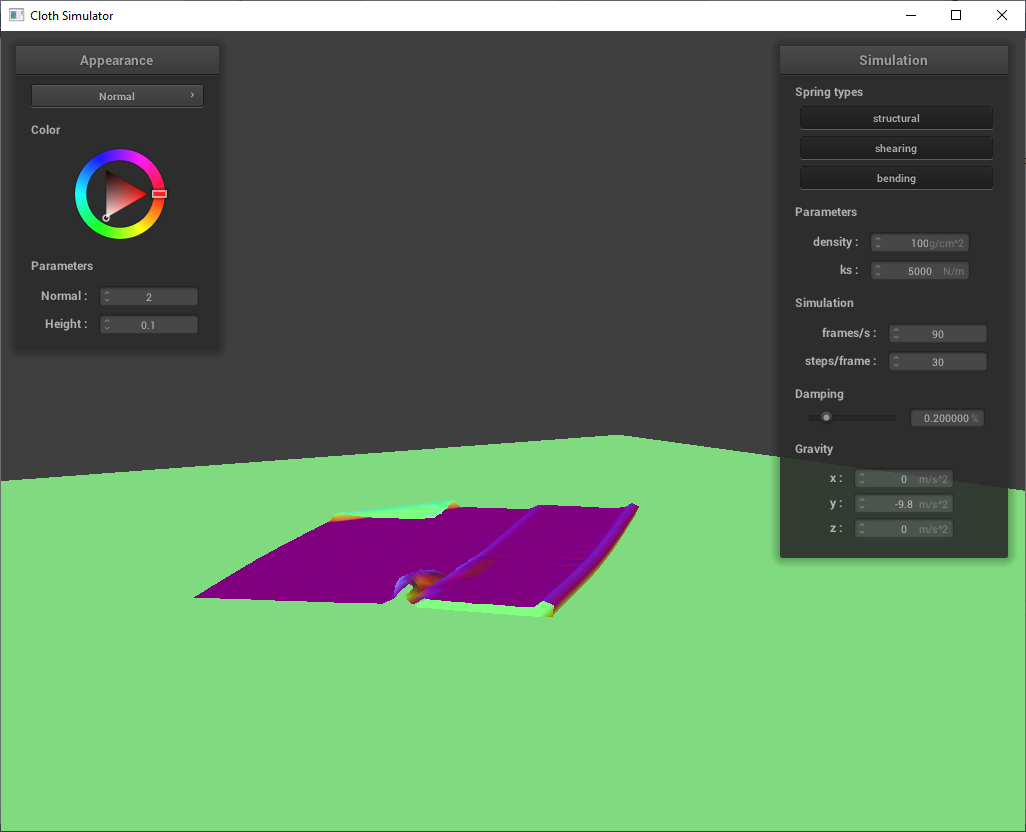 Cloth Simulator
Appearance
Normal
Color
Parameters
Normal : 2
Height : 0.1
Simulation
Spring types
structural
shearing
bending
Parameters
density : 100 g/cm^2
ks : 5000 N/m
Simulation
frames/s : 90
steps/frame : 30
Damping
0.200000 %
Gravity
x : 0 m/s^2
y : -9.8 m/s^2
z : 0 m/s^2